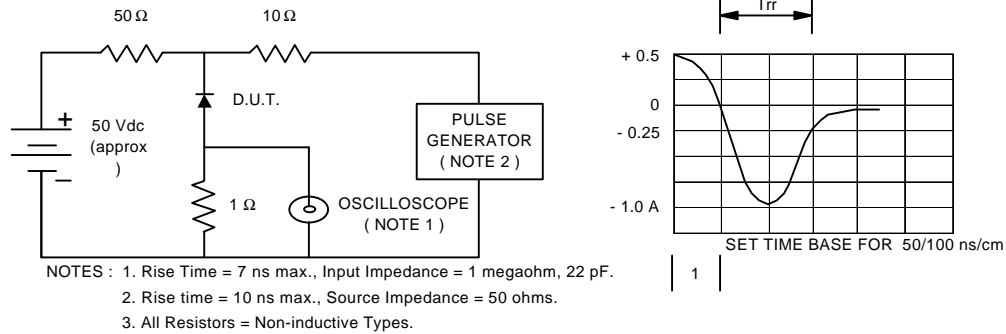 50 Ω
10 Ω
D.U.T.
+
50 Vdc
(approx
)
−
1 Ω
OSCILLOSCOPE
( NOTE 1 )
PULSE
GENERATOR
( NOTE 2 )
NOTES : 1. Rise Time = 7 ns max., Input Impedance = 1 megaohm, 22 pF.
2. Rise time = 10 ns max., Source Impedance = 50 ohms.
3. All Resistors = Non-inductive Types.
Trr
+ 0.5
0
- 0.25
- 1.0 A
SET TIME BASE FOR 50/100 ns/cm
1